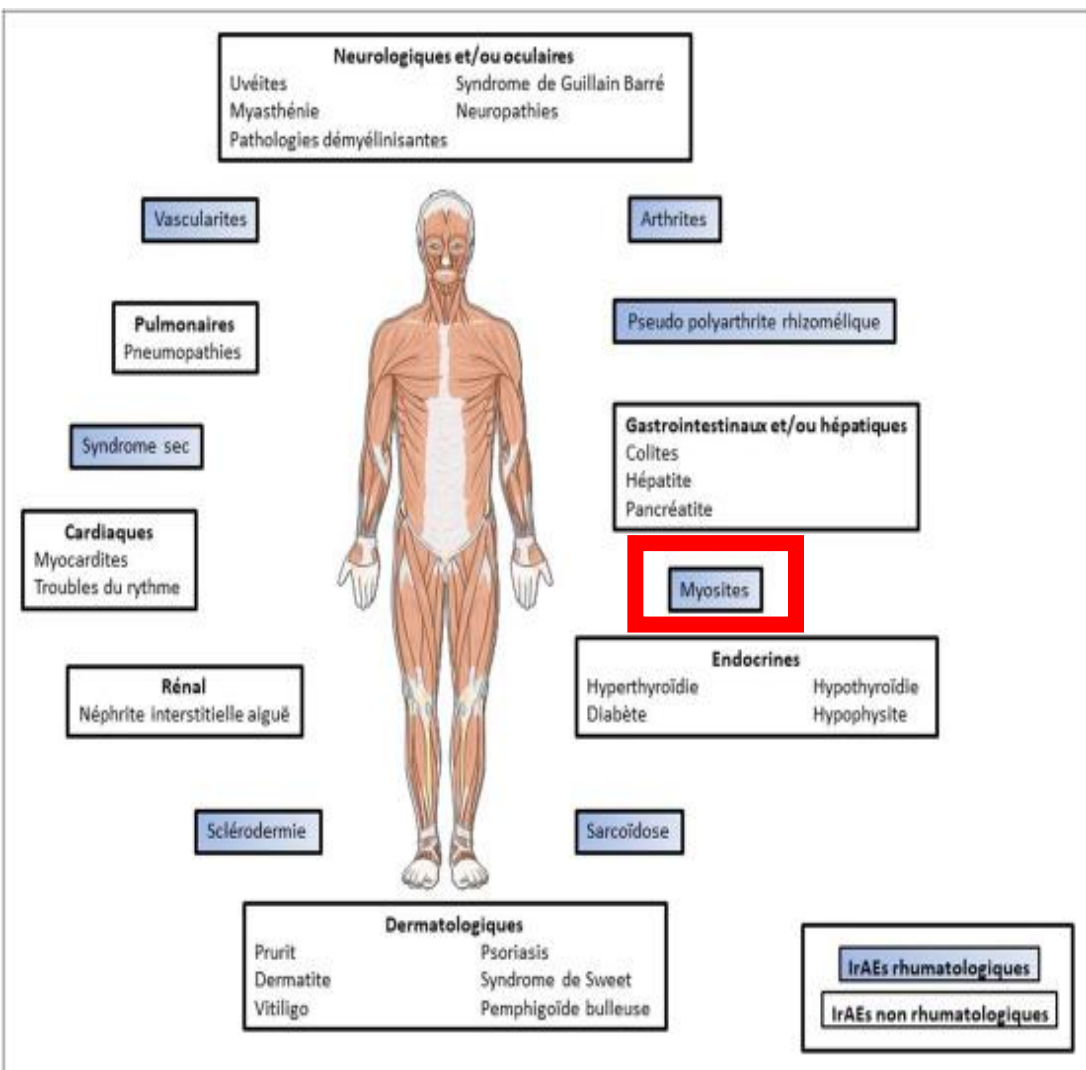 Neurologiques et/ou oculaires
Uvéites Syndrome de Guillain Barré
Myasthénie Neuropathies
Pathologies démyélinisantes
Vascularites
Arthrites
Pulmonaires
Pneumopathies
Pseudo polyarthrite rhizomélique
Syndrome sec
Gastrointestinaux et/ou hépatiques
Colites
Hépatite
Pancréatite
Cardiaques
Myocardites
Troubles du rythme
Myosites
Rénal
Néphrite interstitielle aiguë
Endocrines
Hyperthyroïdie Hypothyroïdie
Diabète Hypophysite
Sclérodermie
Sarcoïdose
Dermatologiques
Prurit Psoriasis
Dermatite Syndrome de Sweet
Vitiligo Pemphigoïde bulleuse
IrAEs rhumatologiques
IrAEs non rhumatologiques